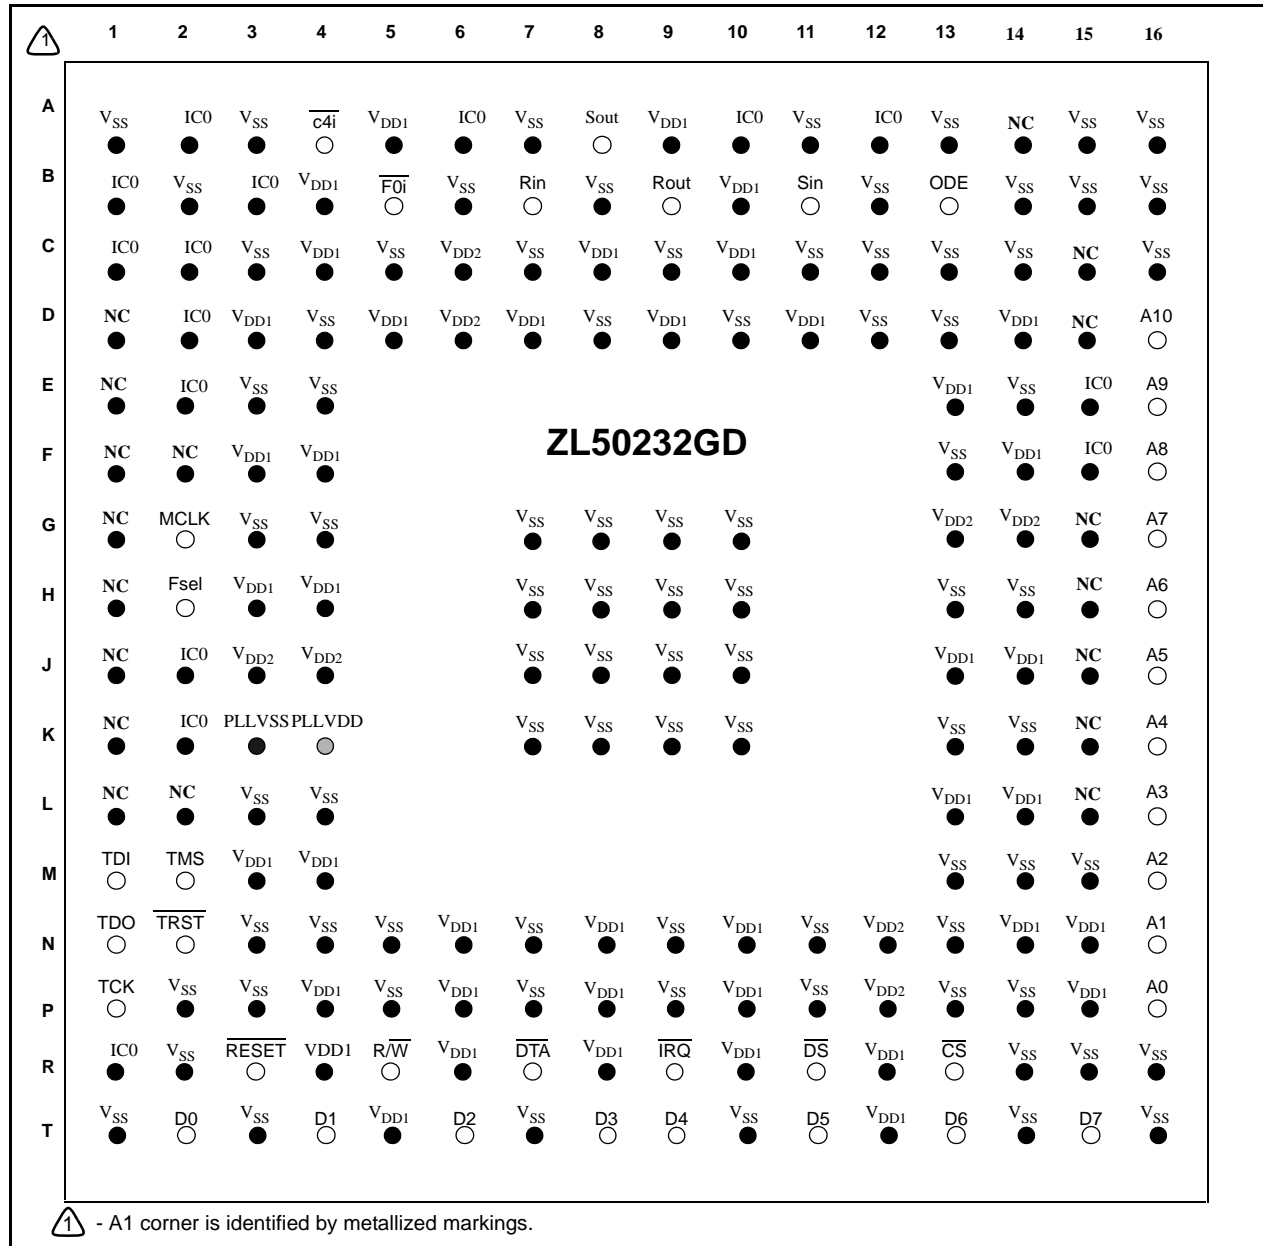 1 1 2 3 4 5 6 7 8 9 10 11 12 13 14 15 16
A VSS IC0 VSS c4i VDD1 IC0 VSS Sout VDD1 IC0 VSS IC0 VSS NC VSS VSS
B IC0 VSS IC0 VDD1 F0i VSS Rin VSS Rout VDD1 Sin VSS ODE VSS VSS VSS
C IC0 IC0 VSS VDD1 VSS VDD2 VSS VDD1 VSS VDD1 VSS VSS VSS VSS NC VSS
D NC IC0 VDD1 VSS VDD1 VDD2 VDD1 VSS VDD1 VSS VDD1 VSS VSS VDD1 NC A10
E NC IC0 VSS VSS VDD1 VSS IC0 A9
ZL50232GD
F NC NC VDD1 VDD1 VSS VDD1 IC0 A8
G NC MCLK VSS VSS VSS VSS VSS VSS VDD2 VDD2 NC A7
H NC Fsel VDD1 VDD1 VSS VSS VSS VSS VSS VSS NC A6
J NC IC0 VDD2 VDD2 VSS VSS VSS VSS VDD1 VDD1 NC A5
K NC IC0 PLLVSS PLLVDD VSS VSS VSS VSS VSS VSS NC A4
L NC NC VSS VSS VDD1 VDD1 NC A3
M TDI TMS VDD1 VDD1 VSS VSS VSS A2
N TDO TRST VSS VSS VSS VDD1 VSS VDD1 VSS VDD1 VSS VDD2 VSS VDD1 VDD1 A1
P TCK VSS VSS VDD1 VSS VDD1 VSS VDD1 VSS VDD1 VSS VDD2 VSS VSS VDD1 A0
R IC0 VSS RESET VDD1 R/W VDD1 DTA VDD1 IRQ VDD1 DS VDD1 CS VSS VSS VSS
T VSS D0 VSS D1 VDD1 D2 VSS D3 D4 VSS D5 VDD1 D6 VSS D7 VSS
1 - A1 corner is identified by metallized markings.